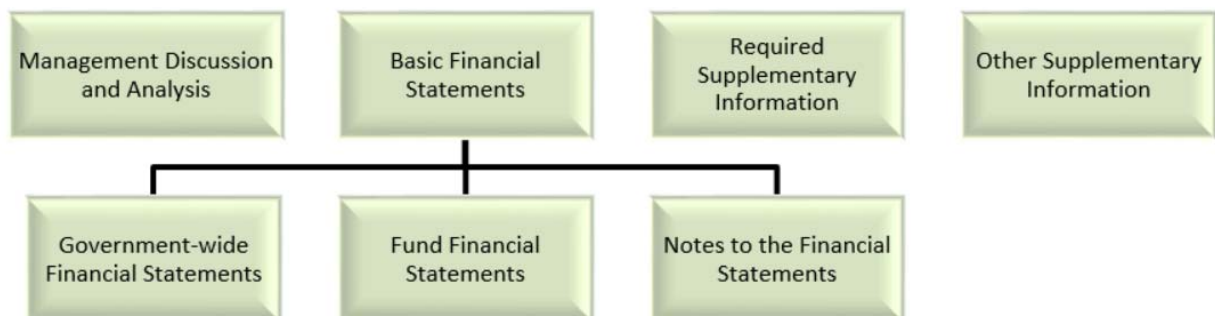 Management Discussion
and Analysis
Basic Financial
Statements
Required
Supplementary
Information
Other Supplementary
Information
Government-wide
Financial Statements
Fund Financial
Statements
Notes to the Financial
Statements